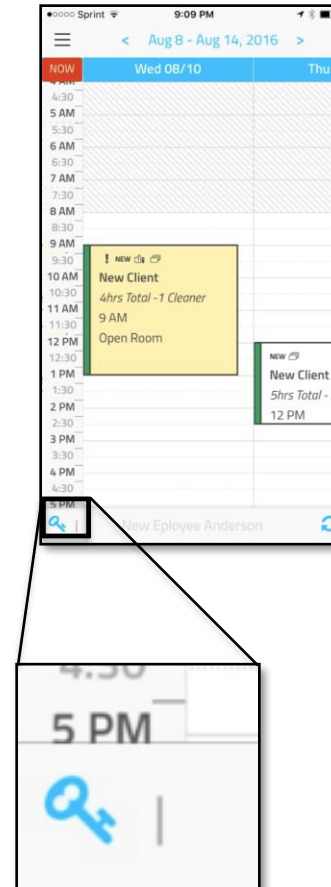 Sprint 9:09 PM
< Aug 8 - Aug 14, 2016 >
NOW Wed 08/10 Thu
4 AM
4:30
5 AM
5:30
6 AM
6:30
7 AM
7:30
8 AM
8:30
9 AM
9:30
10 AM
10:30
11 AM
11:30
12 PM
12:30
1 PM
1:30
2 PM
2:30
3 PM
3:30
4 PM
4:30
5 PM
! NEW
New Client
4hrs Total -1 Cleaner
9 AM
Open Room
NEW
New Client
5hrs Total -
12 PM
New Eployee Anderson
4:30
5 PM